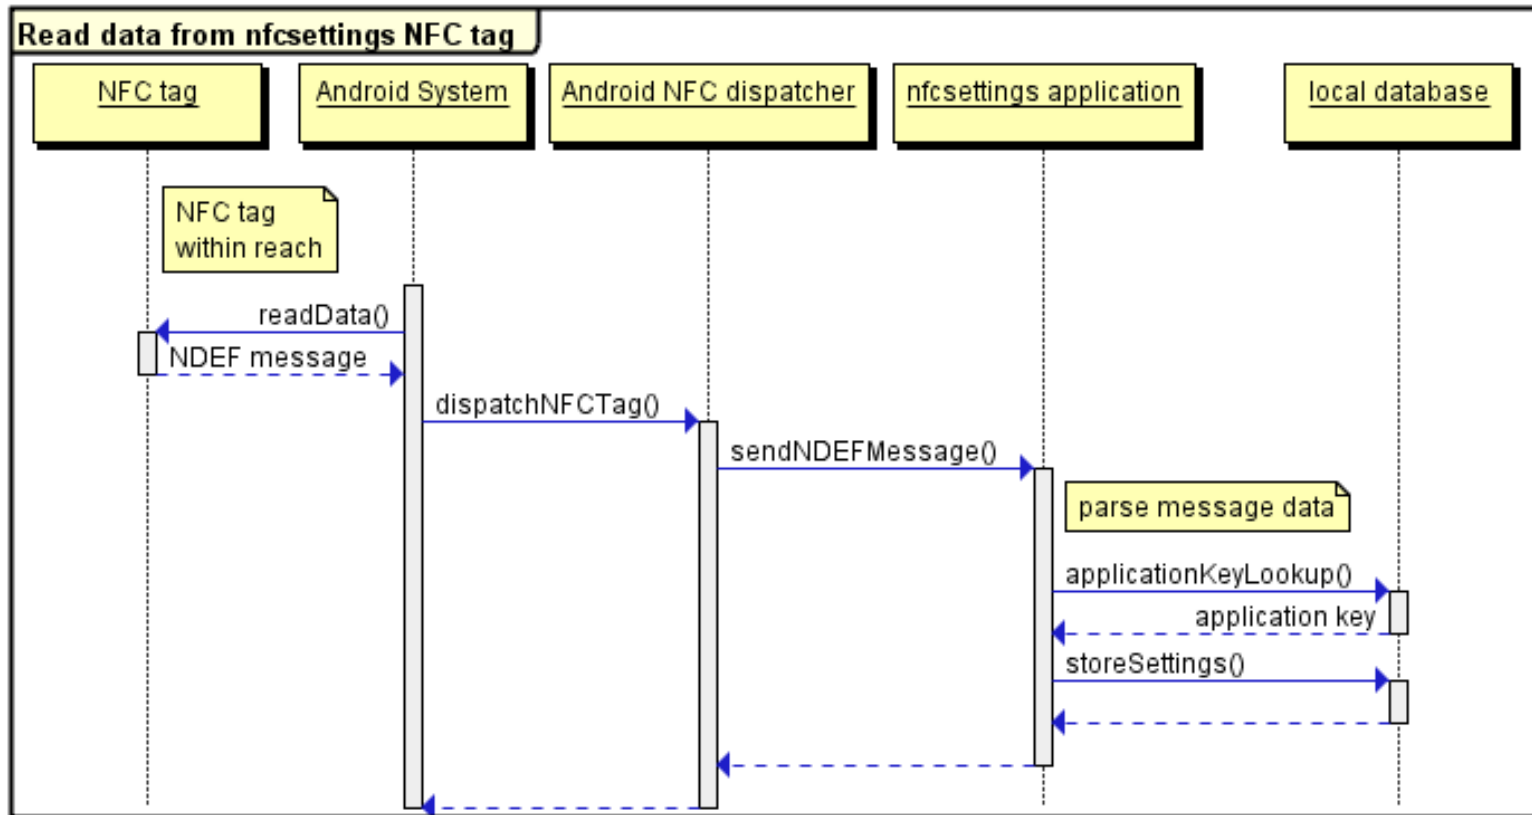 Read data from nfcsettings NFC tag
NFC tag
Android System
Android NFC dispatcher
nfcsettings application
local database
NFC tag
within reach
readData()
NDEF message
dispatchNFCTag()
sendNDEFMessage()
parse message data
applicationKeyLookup()
application key
storeSettings()